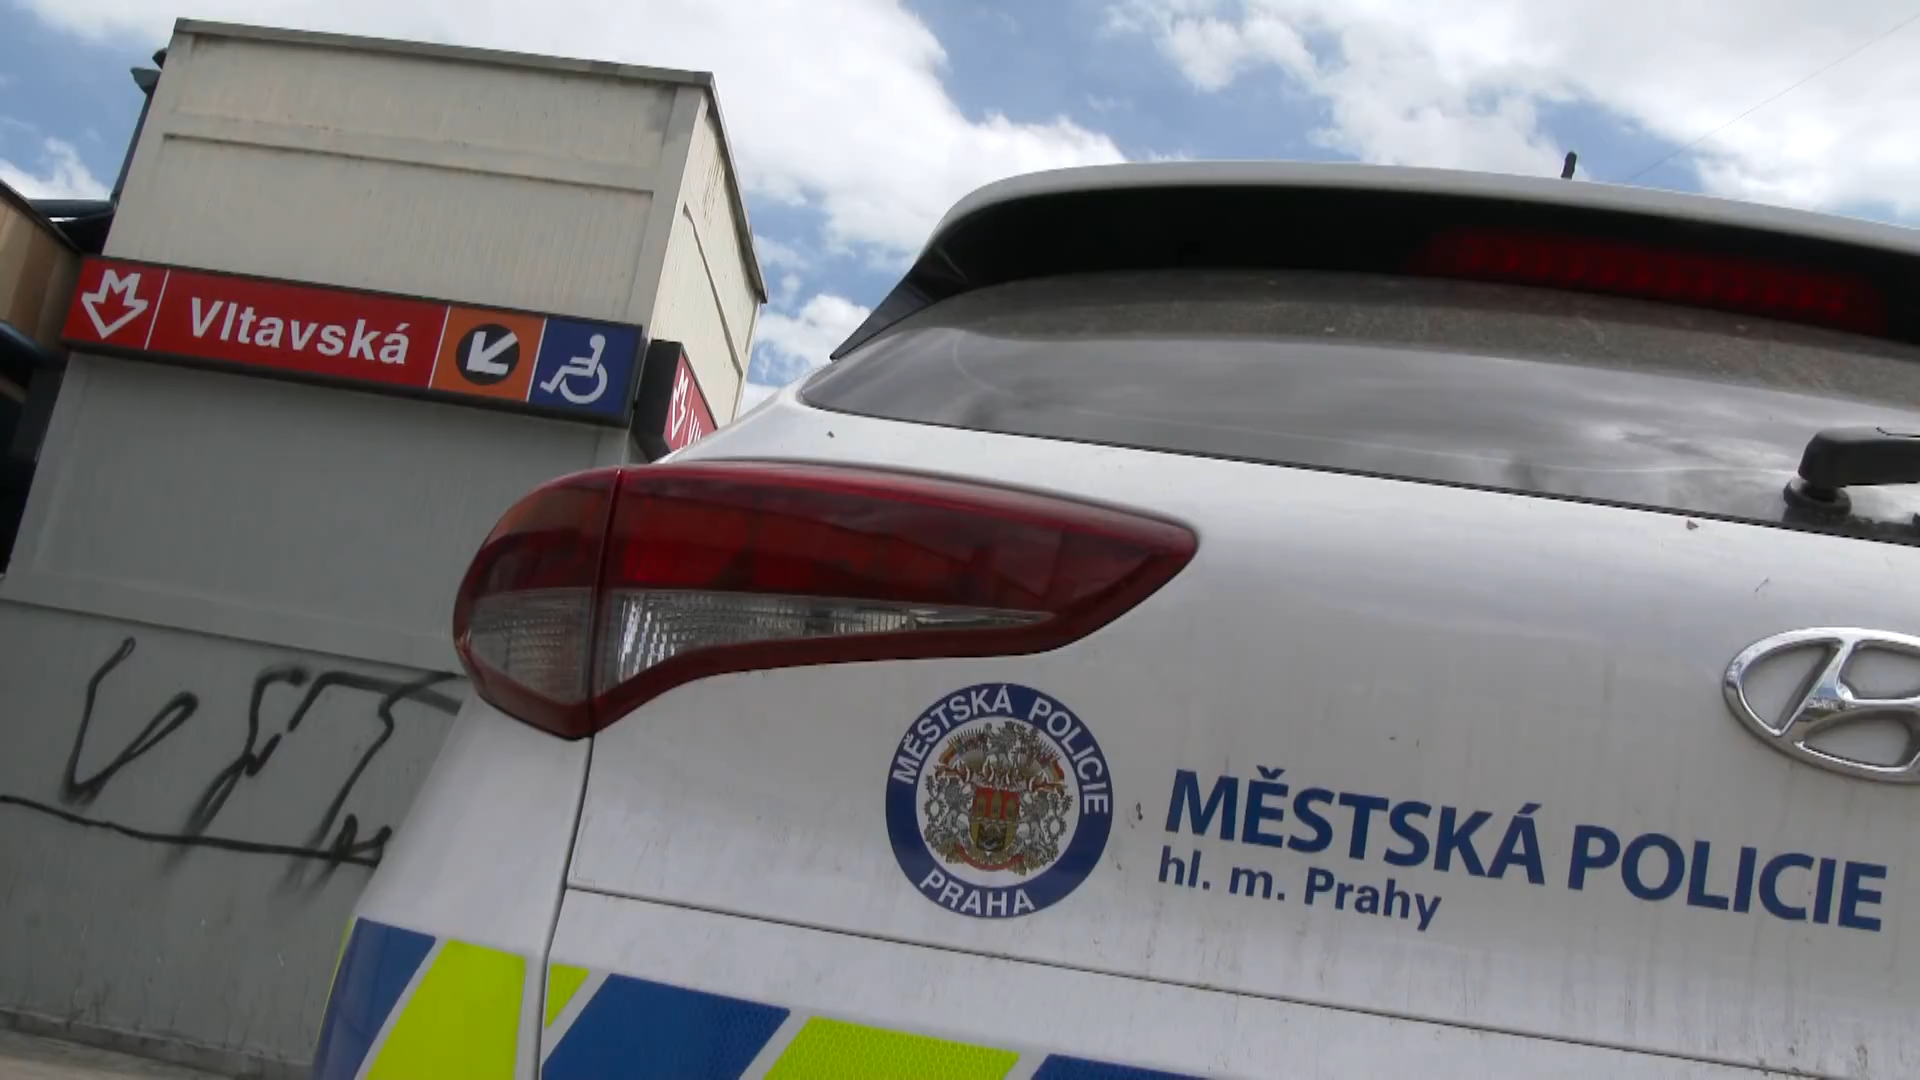 Vltavská
MĚSTSKÁ POLICIE
PRAHA
MĚSTSKÁ POLICIE
hl. m. Prahy